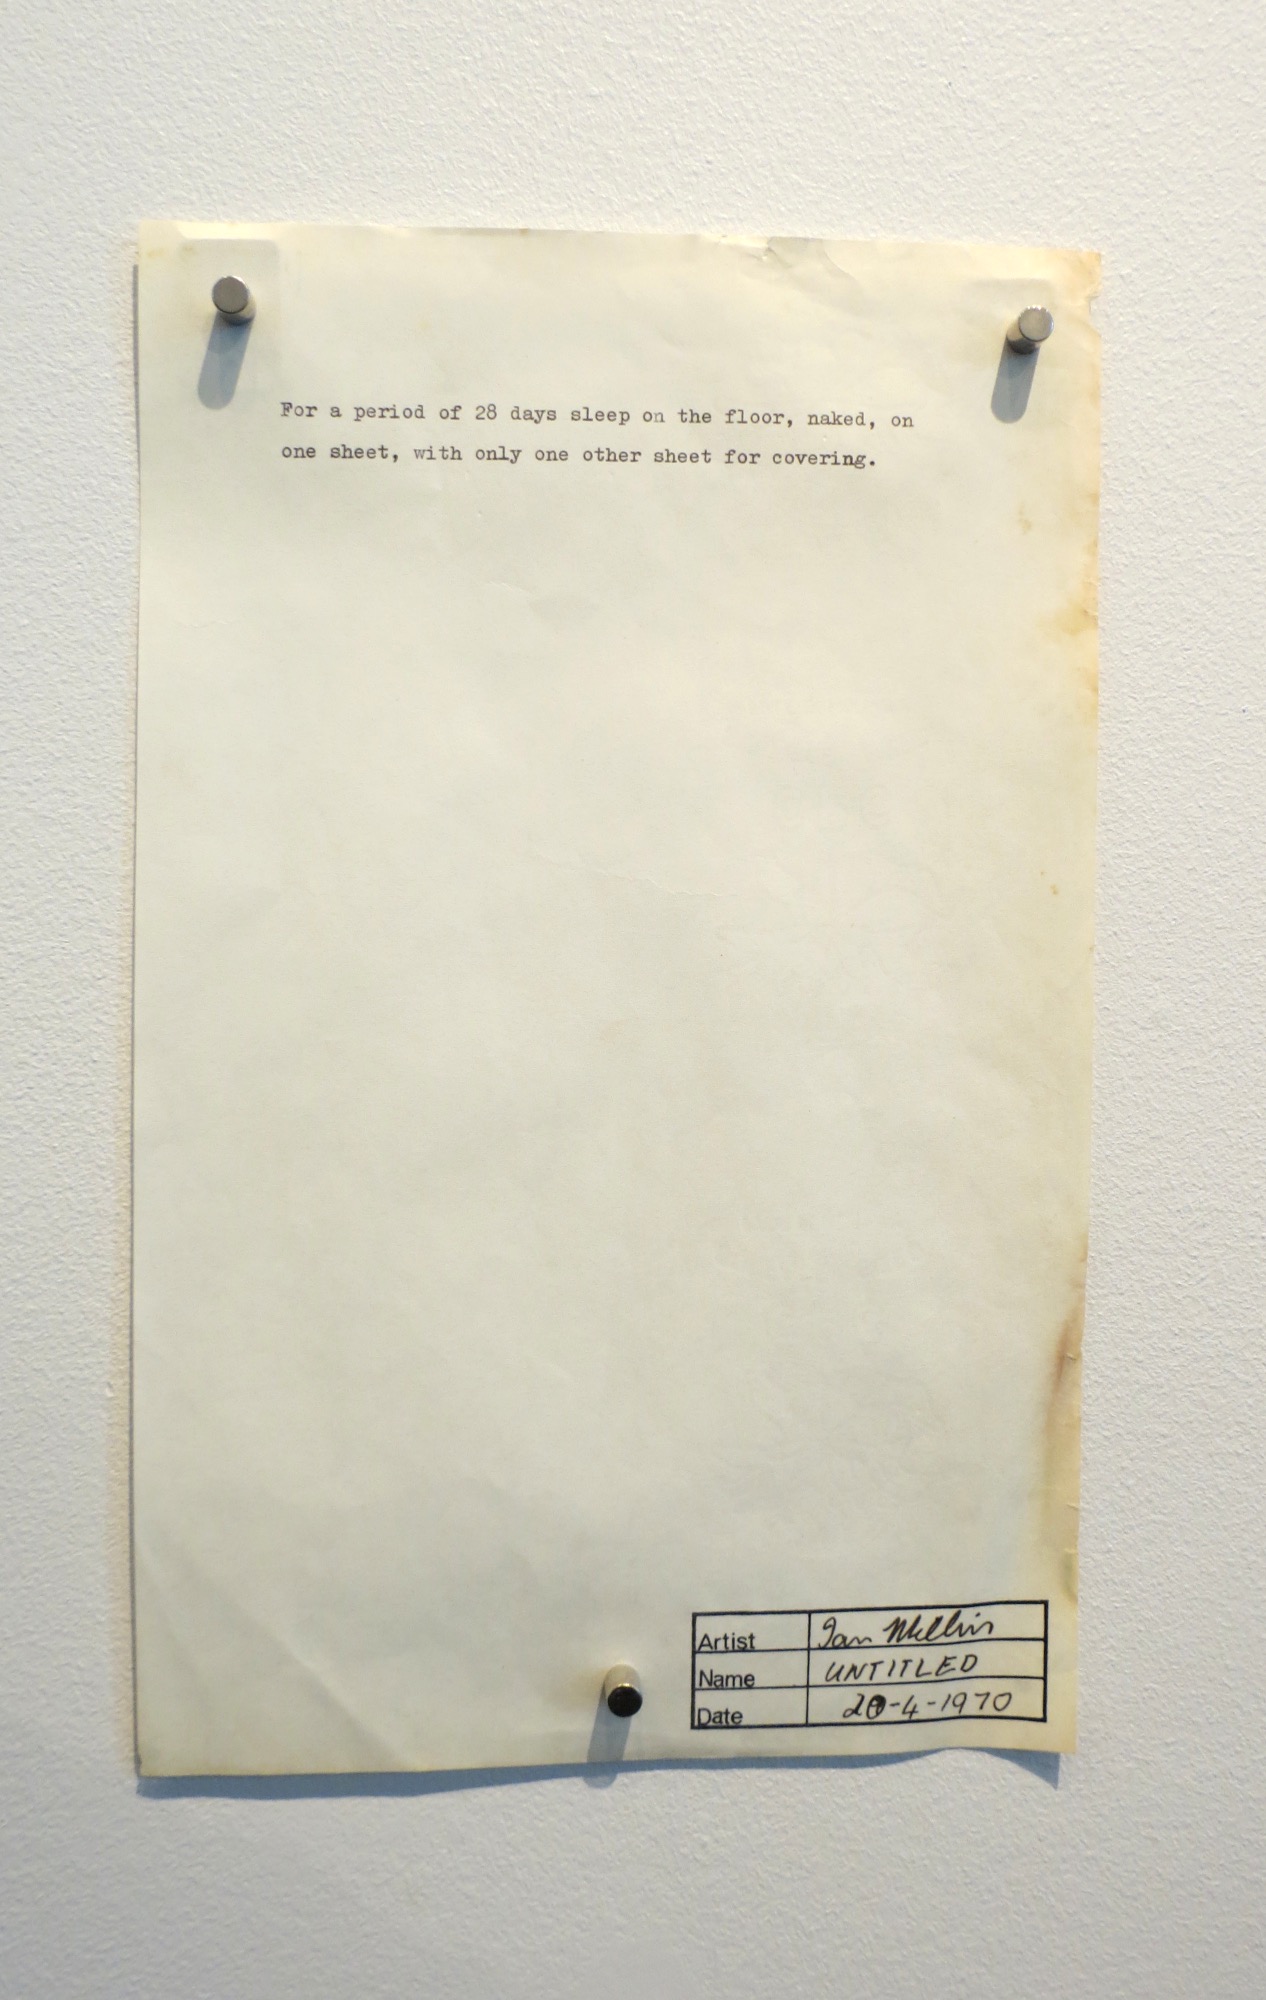 For a period of 28 days sleep on the floor, naked, on
one sheet, with only one other sheet for covering.
Artist Ian
Name UNTITLED
Date 20-4-1970